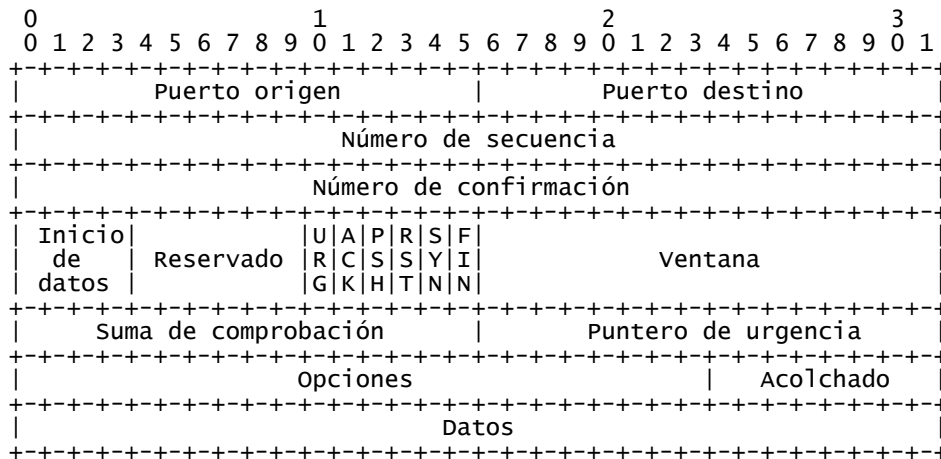 0                   1                   2                   3
 0 1 2 3 4 5 6 7 8 9 0 1 2 3 4 5 6 7 8 9 0 1 2 3 4 5 6 7 8 9 0 1
+-+-+-+-+-+-+-+-+-+-+-+-+-+-+-+-+-+-+-+-+-+-+-+-+-+-+-+-+-+-+-+-+
|         Puerto origen         |        Puerto destino         |
+-+-+-+-+-+-+-+-+-+-+-+-+-+-+-+-+-+-+-+-+-+-+-+-+-+-+-+-+-+-+-+-+
|                      Número de secuencia                      |
+-+-+-+-+-+-+-+-+-+-+-+-+-+-+-+-+-+-+-+-+-+-+-+-+-+-+-+-+-+-+-+-+
|                    Número de confirmación                     |
+-+-+-+-+-+-+-+-+-+-+-+-+-+-+-+-+-+-+-+-+-+-+-+-+-+-+-+-+-+-+-+-+
| Inicio|           |U|A|P|R|S|F|                               |
|  de   | Reservado |R|C|S|S|Y|I|            Ventana            |
| datos |           |G|K|H|T|N|N|                               |
+-+-+-+-+-+-+-+-+-+-+-+-+-+-+-+-+-+-+-+-+-+-+-+-+-+-+-+-+-+-+-+-+
|     Suma de comprobación      |       Puntero de urgencia     |
+-+-+-+-+-+-+-+-+-+-+-+-+-+-+-+-+-+-+-+-+-+-+-+-+-+-+-+-+-+-+-+-+
|                   Opciones                    |   Acolchado   |
+-+-+-+-+-+-+-+-+-+-+-+-+-+-+-+-+-+-+-+-+-+-+-+-+-+-+-+-+-+-+-+-+
|                             Datos                             |
+-+-+-+-+-+-+-+-+-+-+-+-+-+-+-+-+-+-+-+-+-+-+-+-+-+-+-+-+-+-+-+-+